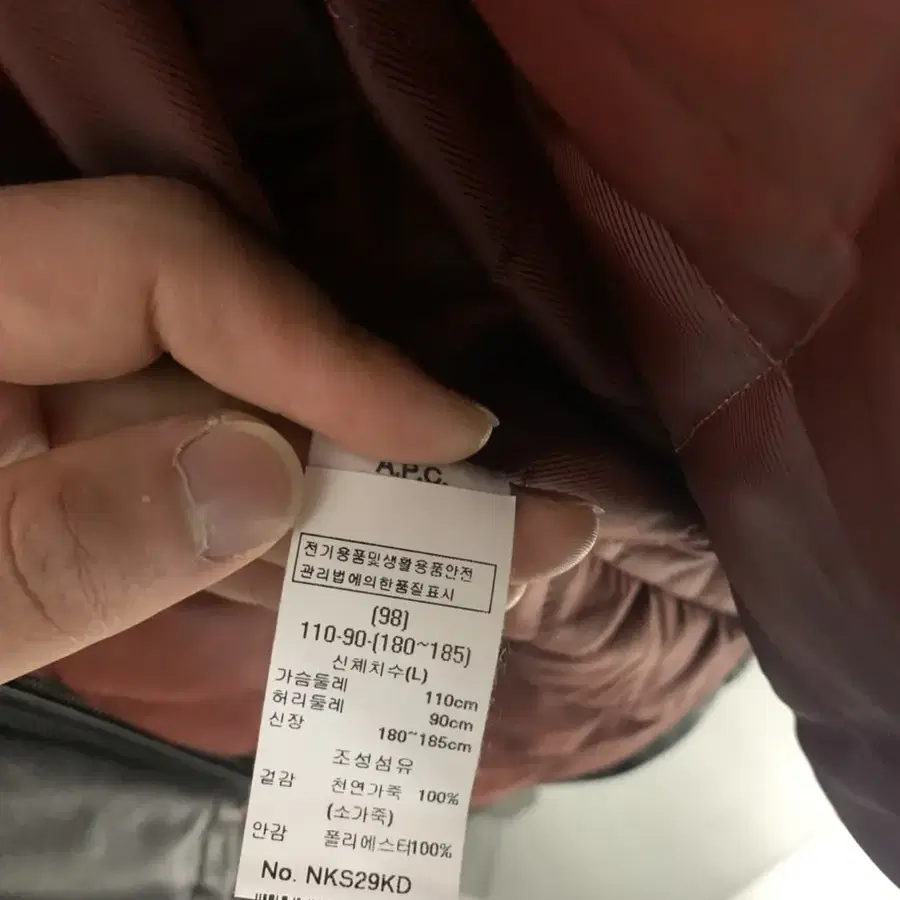 A.P.C.
전기용품및생활용품안전
관리법에의한품질표시
(98)
110-90-(180~185)
신체치수(L)
가슴둘레 110cm
허리둘레 90cm
신장 180~185cm
조성섬유
겉감 천연가죽 100%
(소가죽)
안감 폴리에스터100%
No. NKS29KD